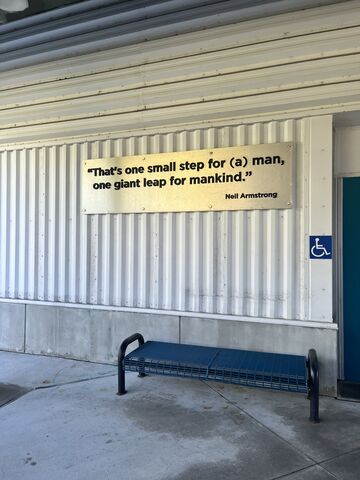 “That's one small step for (a) man,
one giant leap for mankind.”
Neil Armstrong